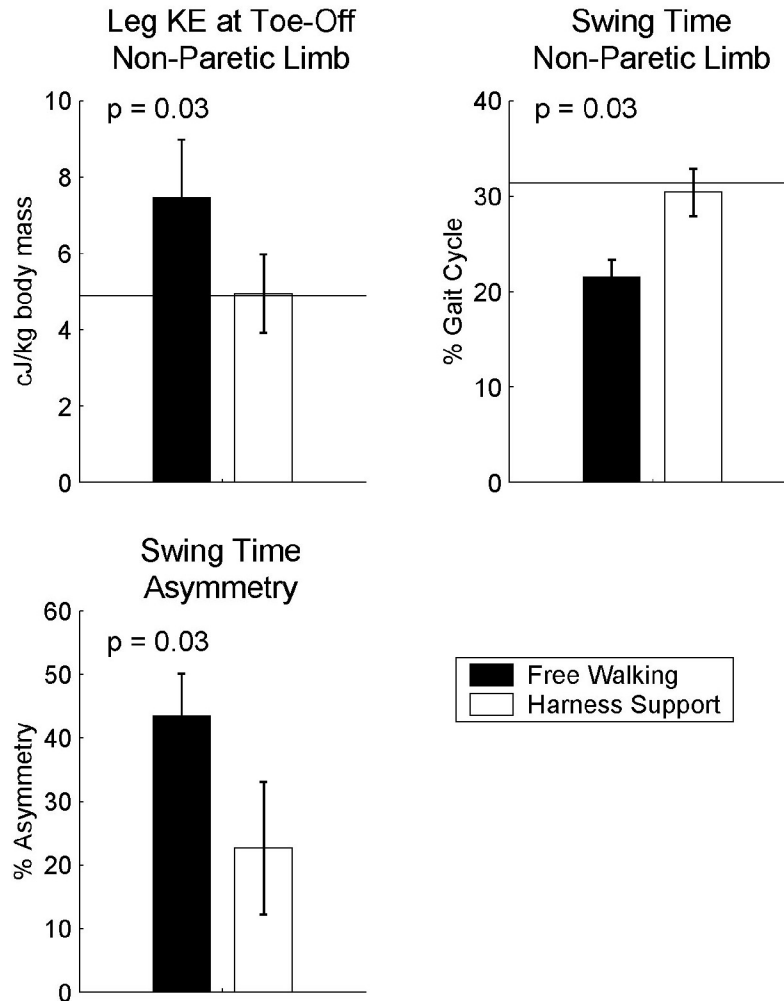 Leg KE at Toe-Off
Non-Paretic Limb
p = 0.03
cJ/kg body mass
10
8
6
4
2
0
Swing Time
Non-Paretic Limb
p = 0.03
% Gait Cycle
40
30
20
10
0
Swing Time
Asymmetry
p = 0.03
% Asymmetry
60
50
40
30
20
10
0
Free Walking
Harness Support